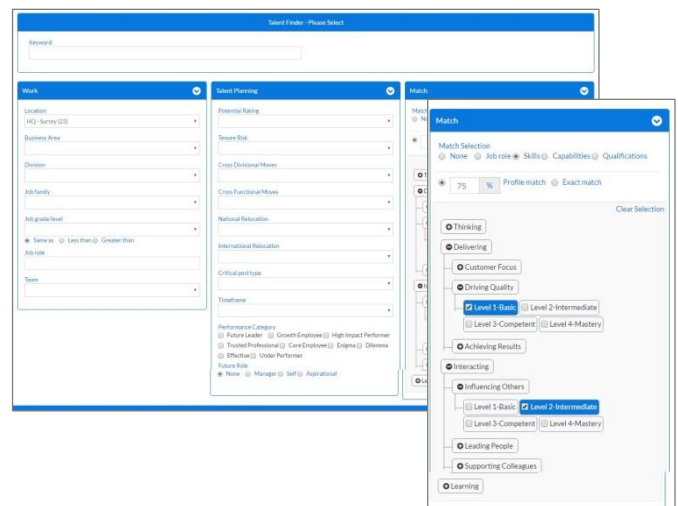 Talent Finder - Please Select
Keyword
Work
Location
HQ - Surrey (23)
Business Area
Division
Job family
Job grade level
Same as Less than Greater than
Job role
Team
Talent Planning
Potential Rating
Tenure Risk
Cross Divisional Moves
Cross Functional Moves
National Relocation
International Relocation
Critical post type
Timeframe
Performance Category
Future Leader Growth Employee High Impact Performer
Trusted Professional Core Employee Enigma Dilemma
Effective Under Performer
Future Role
None Manager Self Aspirational
Match
Match
Match Selection
None Job role Skills Capabilities Qualifications
75 % Profile match Exact match
Clear Selection
Thinking
Delivering
Customer Focus
Driving Quality
Level 1-Basic Level 2-Intermediate
Level 3-Competent Level 4-Mastery
Achieving Results
Interacting
Influencing Others
Level 1-Basic Level 2-Intermediate
Level 3-Competent Level 4-Mastery
Leading People
Supporting Colleagues
Learning